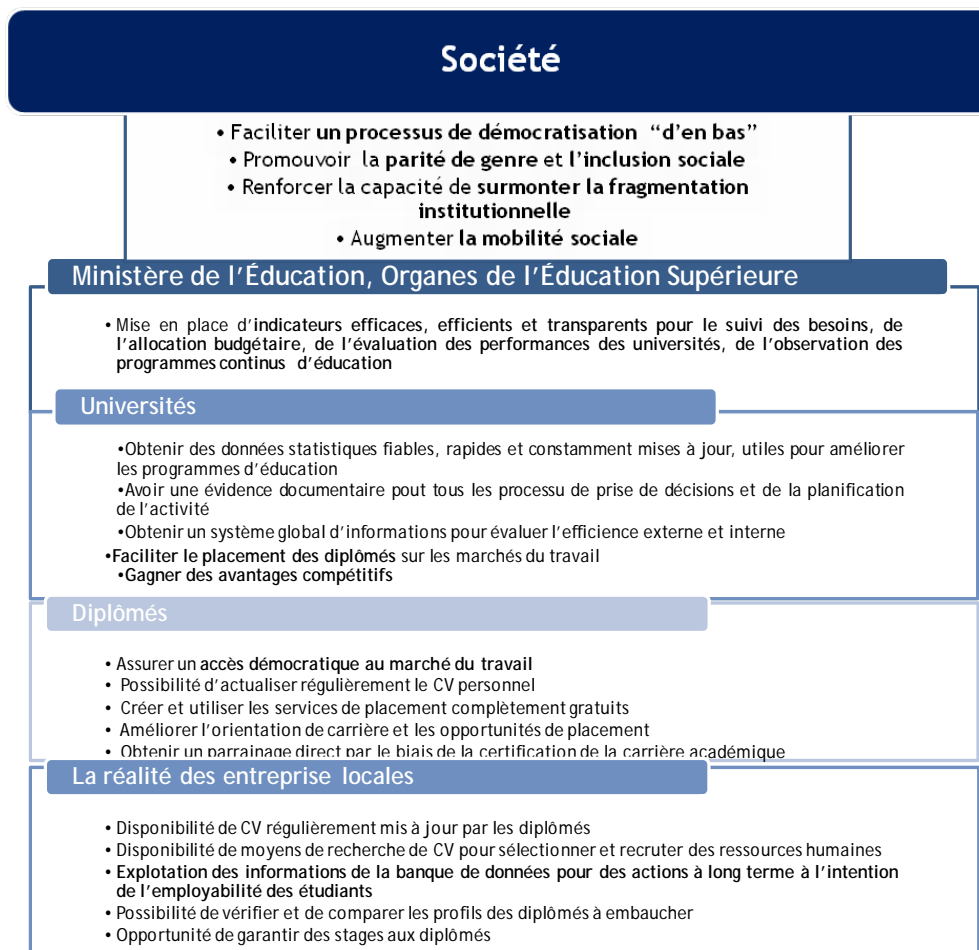 Société
• Faciliter un processus de démocratisation “d’en bas”
• Promouvoir la parité de genre et l’inclusion sociale
• Renforcer la capacité de surmonter la fragmentation
institutionnelle
• Augmenter la mobilité sociale
Ministère de l’Éducation, Organes de l’Éducation Supérieure
• Mise en place d’indicateurs efficaces, efficients et transparents pour le suivi des besoins, de
l’allocation budgétaire, de l’évaluation des performances des universités, de l’observation des
programmes continus d’éducation
Universités
•Obtenir des données statistiques fiables, rapides et constamment mises à jour, utiles pour améliorer
les programmes d’éducation
•Avoir une évidence documentaire pout tous les processu de prise de décisions et de la planification
de l’activité
•Obtenir un système global d’informations pour évaluer l’efficience externe et interne
•Faciliter le placement des diplômés sur les marchés du travail
•Gagner des avantages compétitifs
Diplômés
• Assurer un accès démocratique au marché du travail
• Possibilité d’actualiser régulièrement le CV personnel
• Créer et utiliser les services de placement complètement gratuits
• Améliorer l’orientation de carrière et les opportunités de placement
• Obtenir un parrainage direct par le biais de la certification de la carrière académique
La réalité des entreprise locales
• Disponibilité de CV régulièrement mis à jour par les diplômés
• Disponibilité de moyens de recherche de CV pour sélectionner et recruter des ressources humaines
• Explotation des informations de la banque de données pour des actions à long terme à l’intention
de l’employabilité des étudiants
• Possibilité de vérifier et de comparer les profils des diplômés à embaucher
• Opportunité de garantir des stages aux diplômés